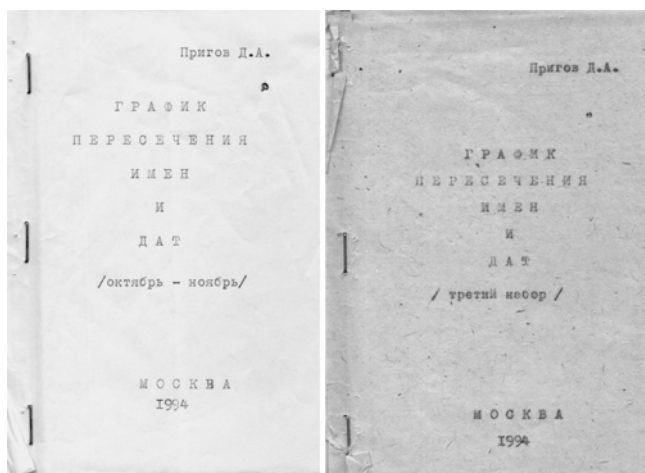 Пригов Д.А.
ГРАФИК
ПЕРЕСЕЧЕНИЯ
ИМЕН
И
ДАТ
/октябрь - ноябрь/
МОСКВА
1994
Пригов Д.А.
ГРАФИК
ПЕРЕСЕЧЕНИЯ
ИМЕН
И
ДАТ
/ третий набор /
МОСКВА
1994